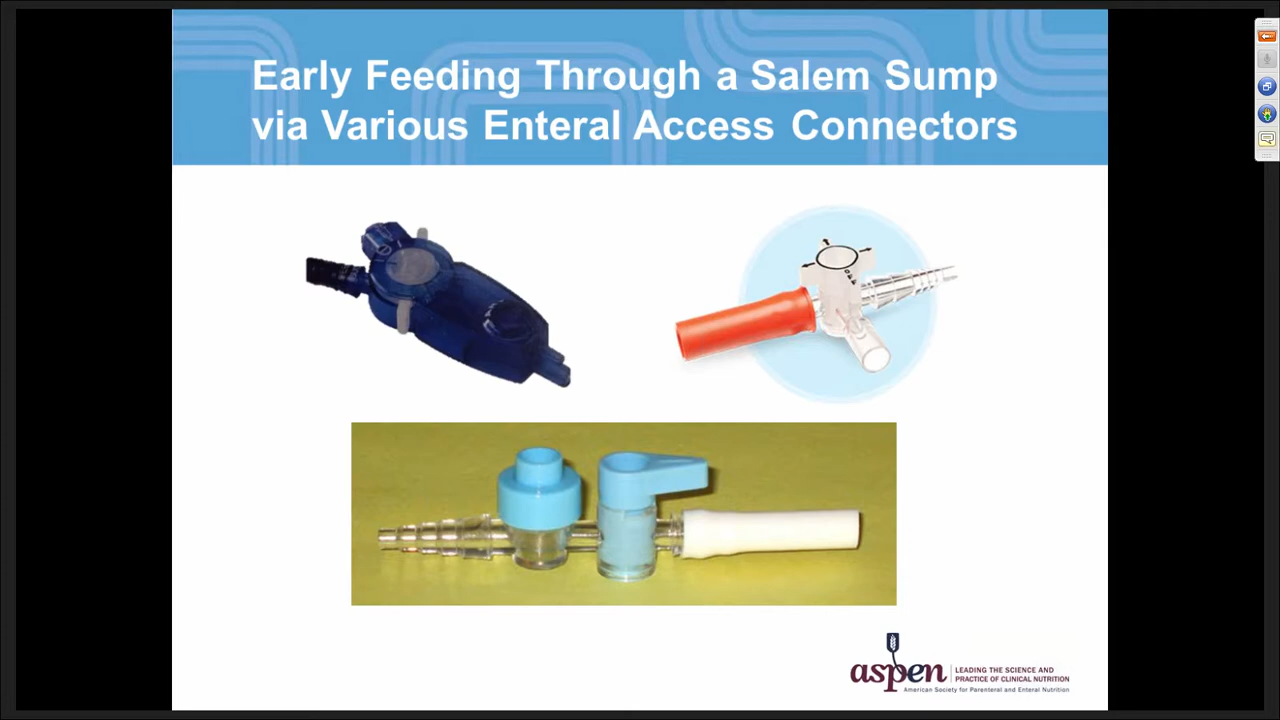 Early Feeding Through a Salem Sump
via Various Enteral Access Connectors
aspen
LEADING THE SCIENCE AND
PRACTICE OF CLINICAL NUTRITION
American Society for Parenteral and Enteral Nutrition